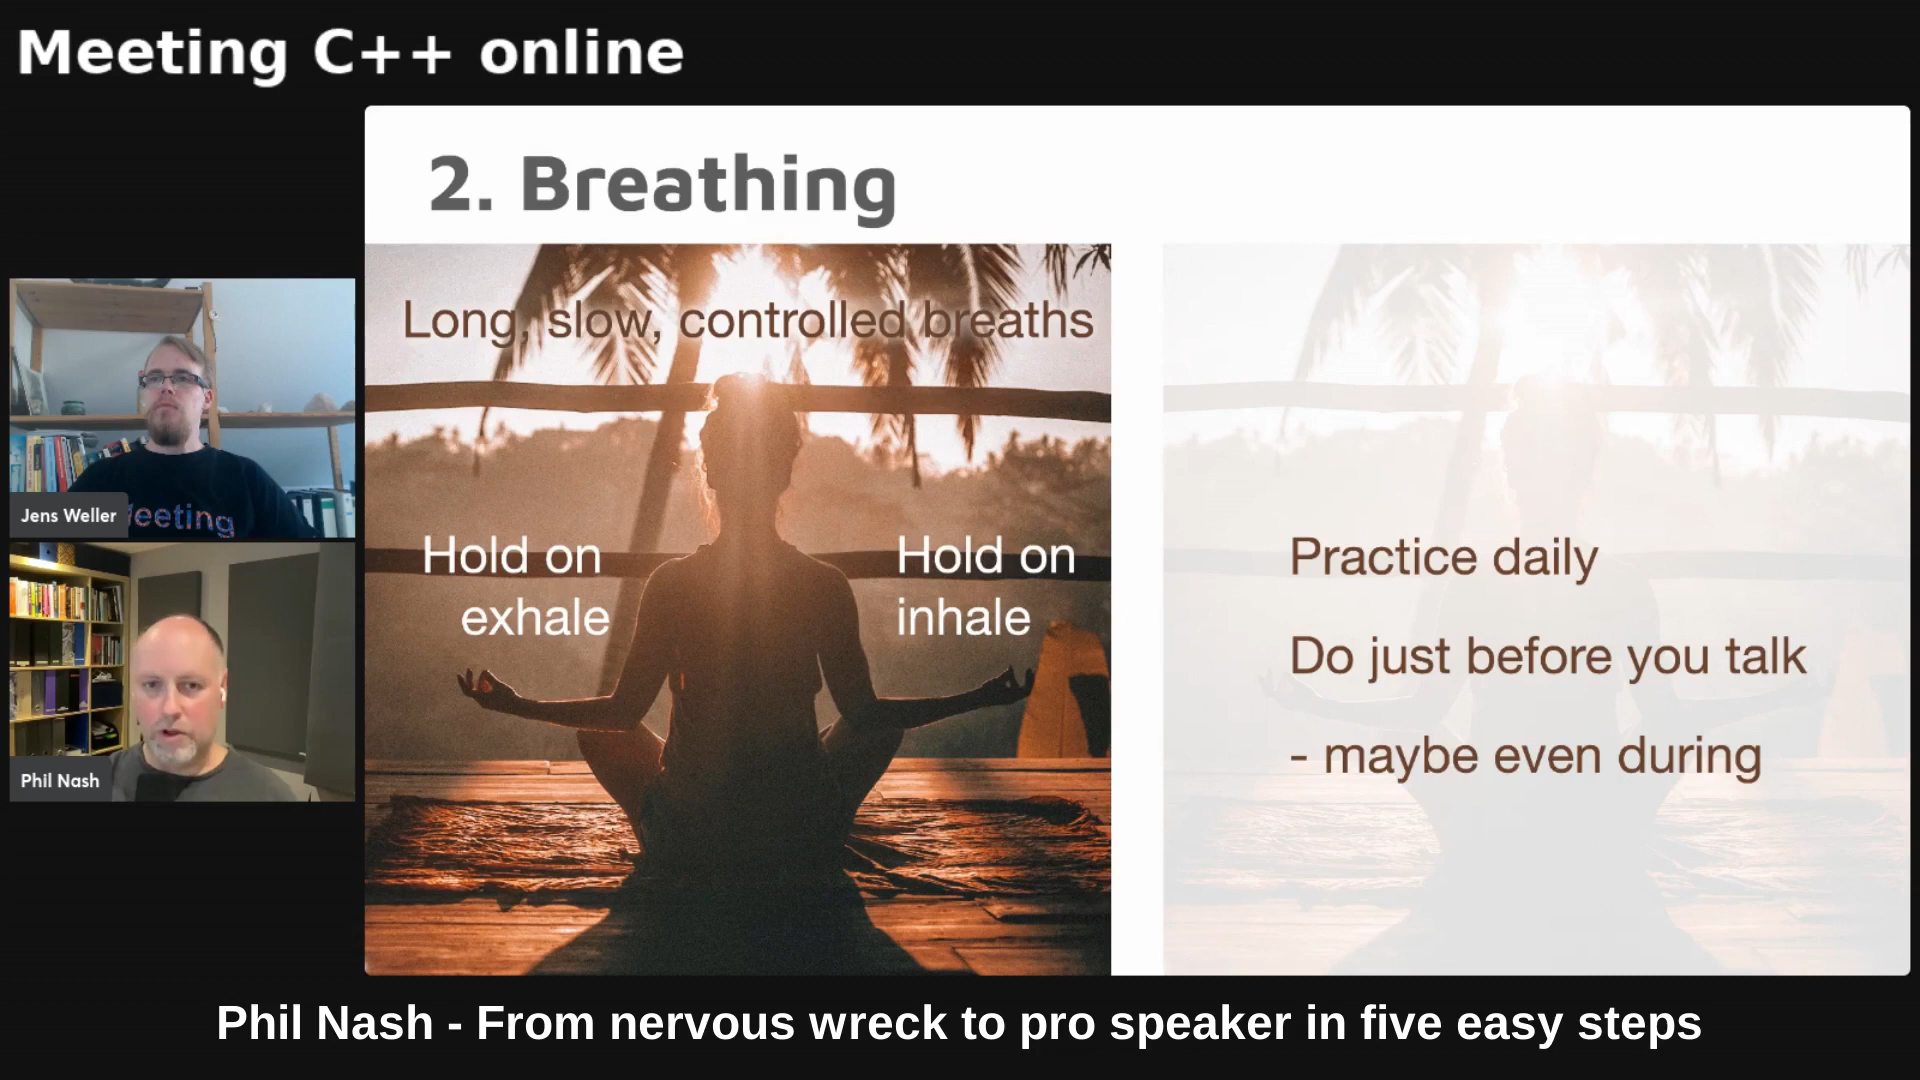 Meeting C++ online
2. Breathing
Long, slow, controlled breaths
Hold on
exhale
Hold on
inhale
Practice daily
Do just before you talk
- maybe even during
Jens Weller
Meeting
Phil Nash
Phil Nash - From nervous wreck to pro speaker in five easy steps